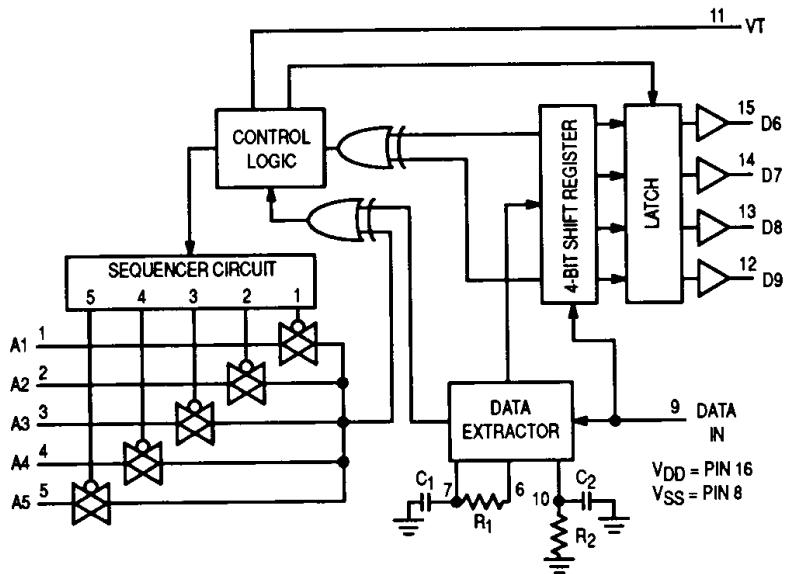 11
VT
CONTROL
LOGIC
4-BIT SHIFT REGISTER
LATCH
15
D6
14
D7
13
D8
12
D9
SEQUENCER CIRCUIT
5 4 3 2 1
A1 1
A2 2
A3 3
A4 4
A5 5
DATA
EXTRACTOR
9 DATA
IN
VDD = PIN 16
VSS = PIN 8
C1
7
R1
6
10
C2
R2